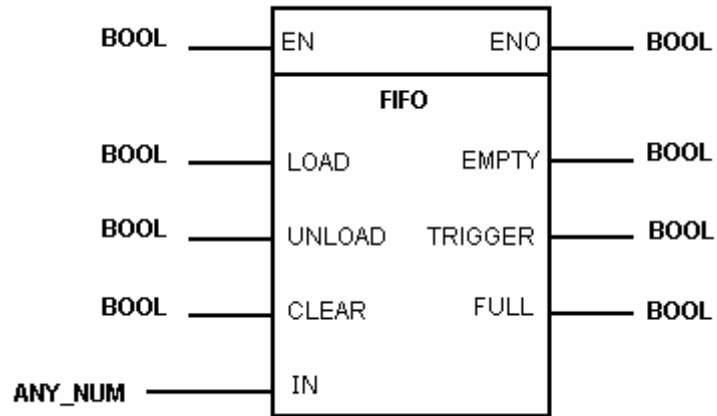 BOOL EN ENO BOOL
FIFO
BOOL LOAD EMPTY BOOL
BOOL UNLOAD TRIGGER BOOL
BOOL CLEAR FULL BOOL
ANY_NUM IN